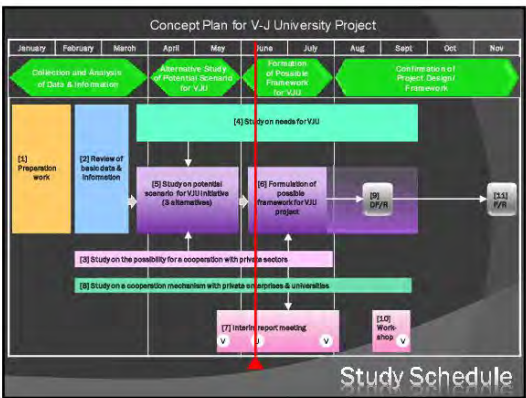 Concept Plan for V-J University Project
January February March April May June July Aug Sept Oct Nov
Collection and Analysis
of Data & Information
Alternative Study
of Potential Scenario
for VJU
Formation
of Possible
Framework
for VJU
Confirmation of
Project Design/
Framework
[4] Study on needs for VJU
[1]
Preparation
work
[2] Review of
basic data &
Information
[5] Study on potential
scenario for VJU initiative
(3 alternatives)
[6] Formulation of
possible
framework for VJU
project
[9]
DF/R
[11]
F/R
[3] Study on the possibility for a cooperation with private sectors
[8] Study on a cooperation mechanism with private enterprises & universities
[7] Interim report meeting
V J V
[10]
Work-
shop
V
Study Schedule